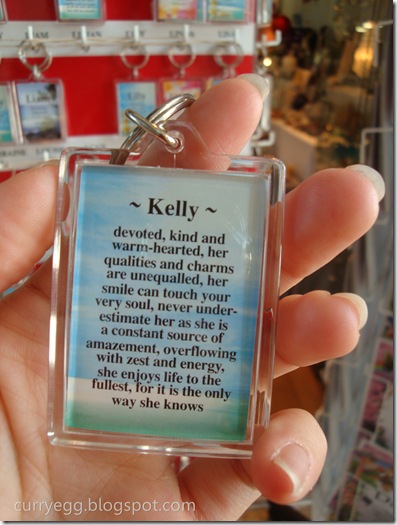 ~ Kelly ~
devoted, kind and
warm-hearted, her
qualities and charms
are unequalled, her
smile can touch your
very soul, never under-
estimate her as she is
a constant source of
amazement, overflowing
with zest and energy,
she enjoys life to the
fullest, for it is the only
way she knows
curryegg.blogspot.com